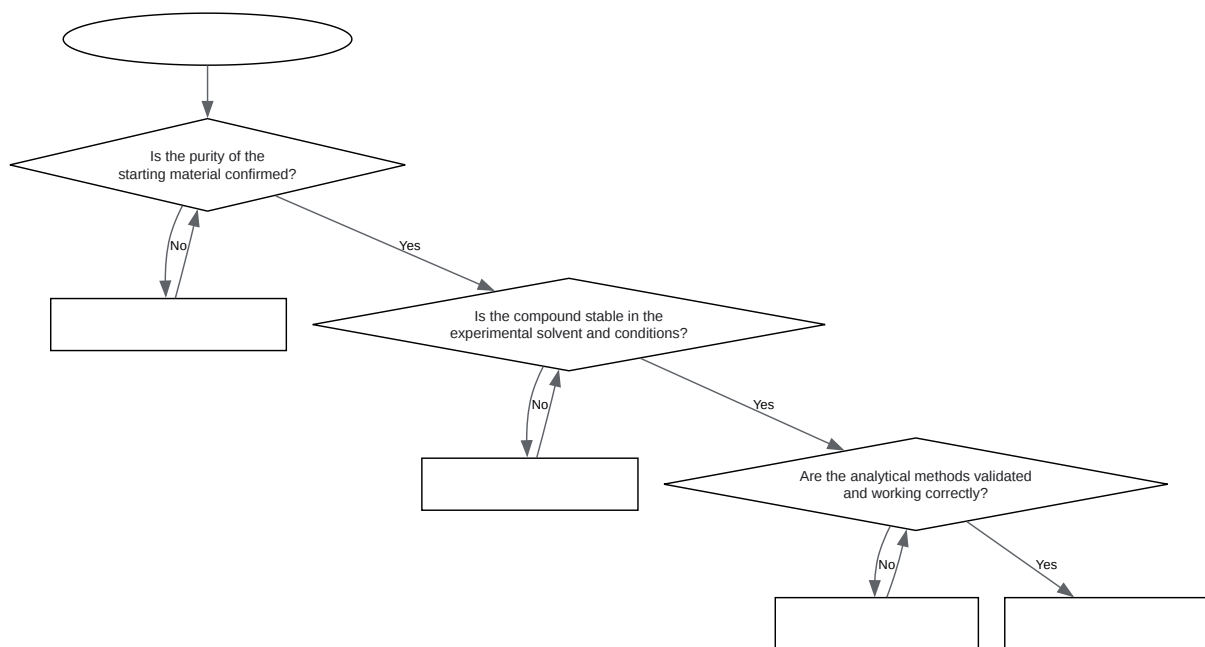 Is the purity of the
starting material confirmed?
No
Yes
Is the compound stable in the
experimental solvent and conditions?
No
Yes
Are the analytical methods validated
and working correctly?
No
Yes